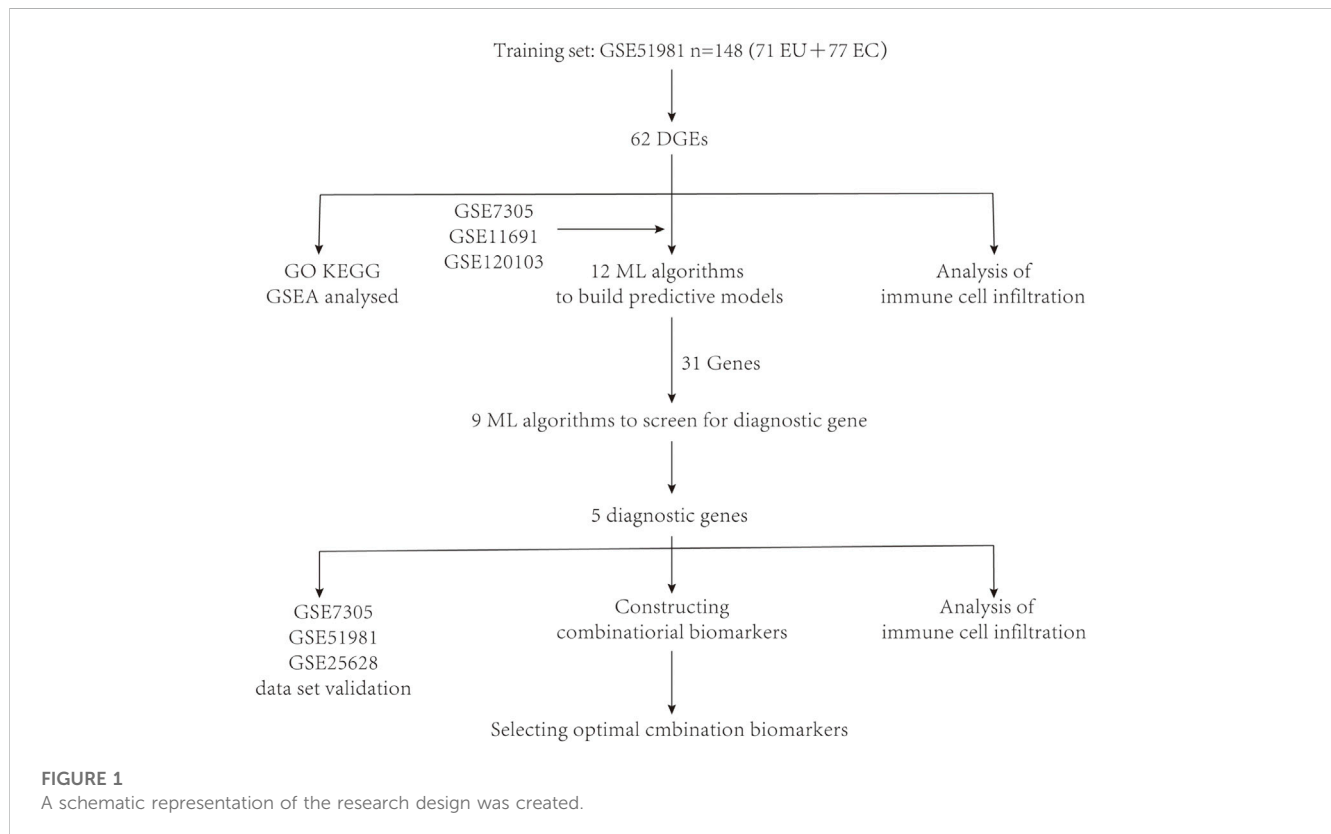 Training set: GSE51981 n=148 (71 EU+77 EC)
62 DGEs
GSE7305
GSE11691
GSE120103
GO KEGG
GSEA analysed
12 ML algorithms
to build predictive models
Analysis of
immune cell infiltration
31 Genes
9 ML algorithms to screen for diagnostic gene
5 diagnostic genes
GSE7305
GSE51981
GSE25628
data set validation
Constructing
combinatiorial biomarkers
Analysis of
immune cell infiltration
Selecting optimal cmbination biomarkers
FIGURE 1
A schematic representation of the research design was created.